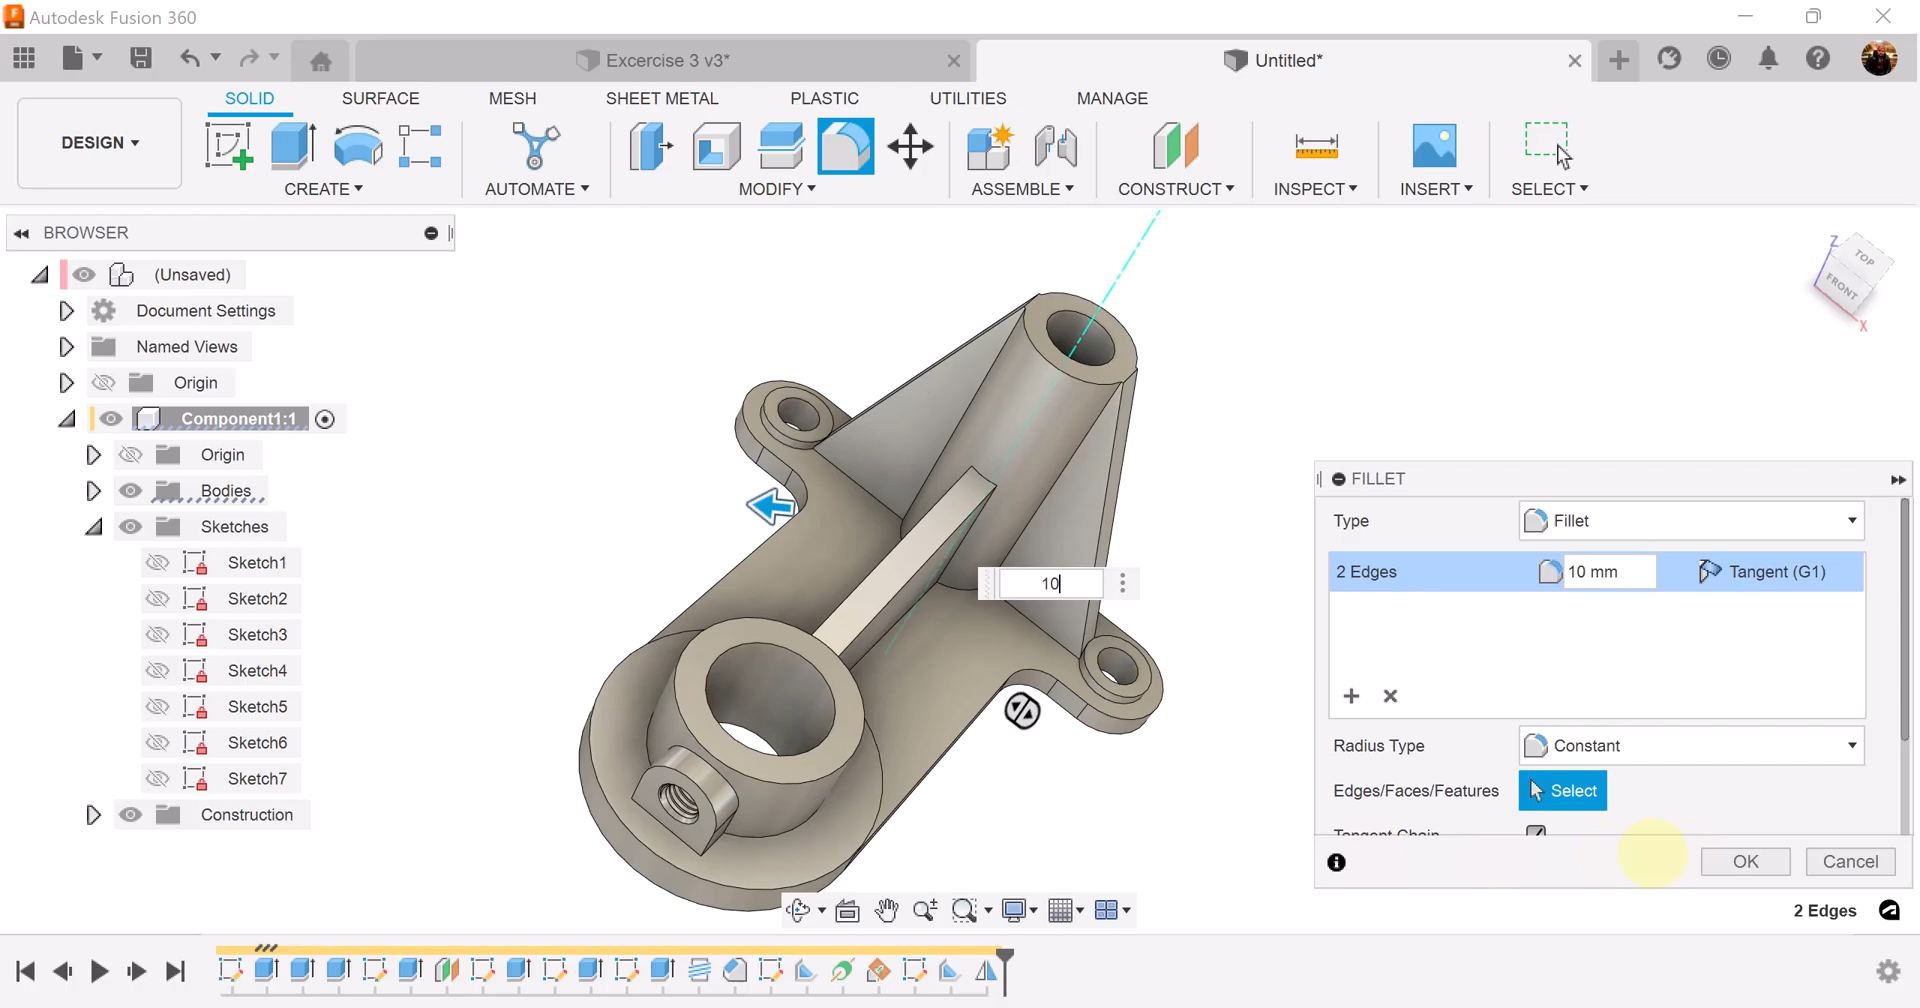 Autodesk Fusion 360
Excercise 3 v3*
Untitled*
SOLID SURFACE MESH SHEET METAL PLASTIC UTILITIES MANAGE
DESIGN
CREATE AUTOMATE MODIFY ASSEMBLE CONSTRUCT INSPECT INSERT SELECT
BROWSER
(Unsaved)
Document Settings
Named Views
Origin
Component1:1
Origin
Bodies
Sketches
Sketch1
Sketch2
Sketch3
Sketch4
Sketch5
Sketch6
Sketch7
Construction
Z
TOP
FRONT
X
10
FILLET
Type Fillet
2 Edges 10 mm Tangent (G1)
Radius Type Constant
Edges/Faces/Features Select
Tangent Chain
OK Cancel
2 Edges